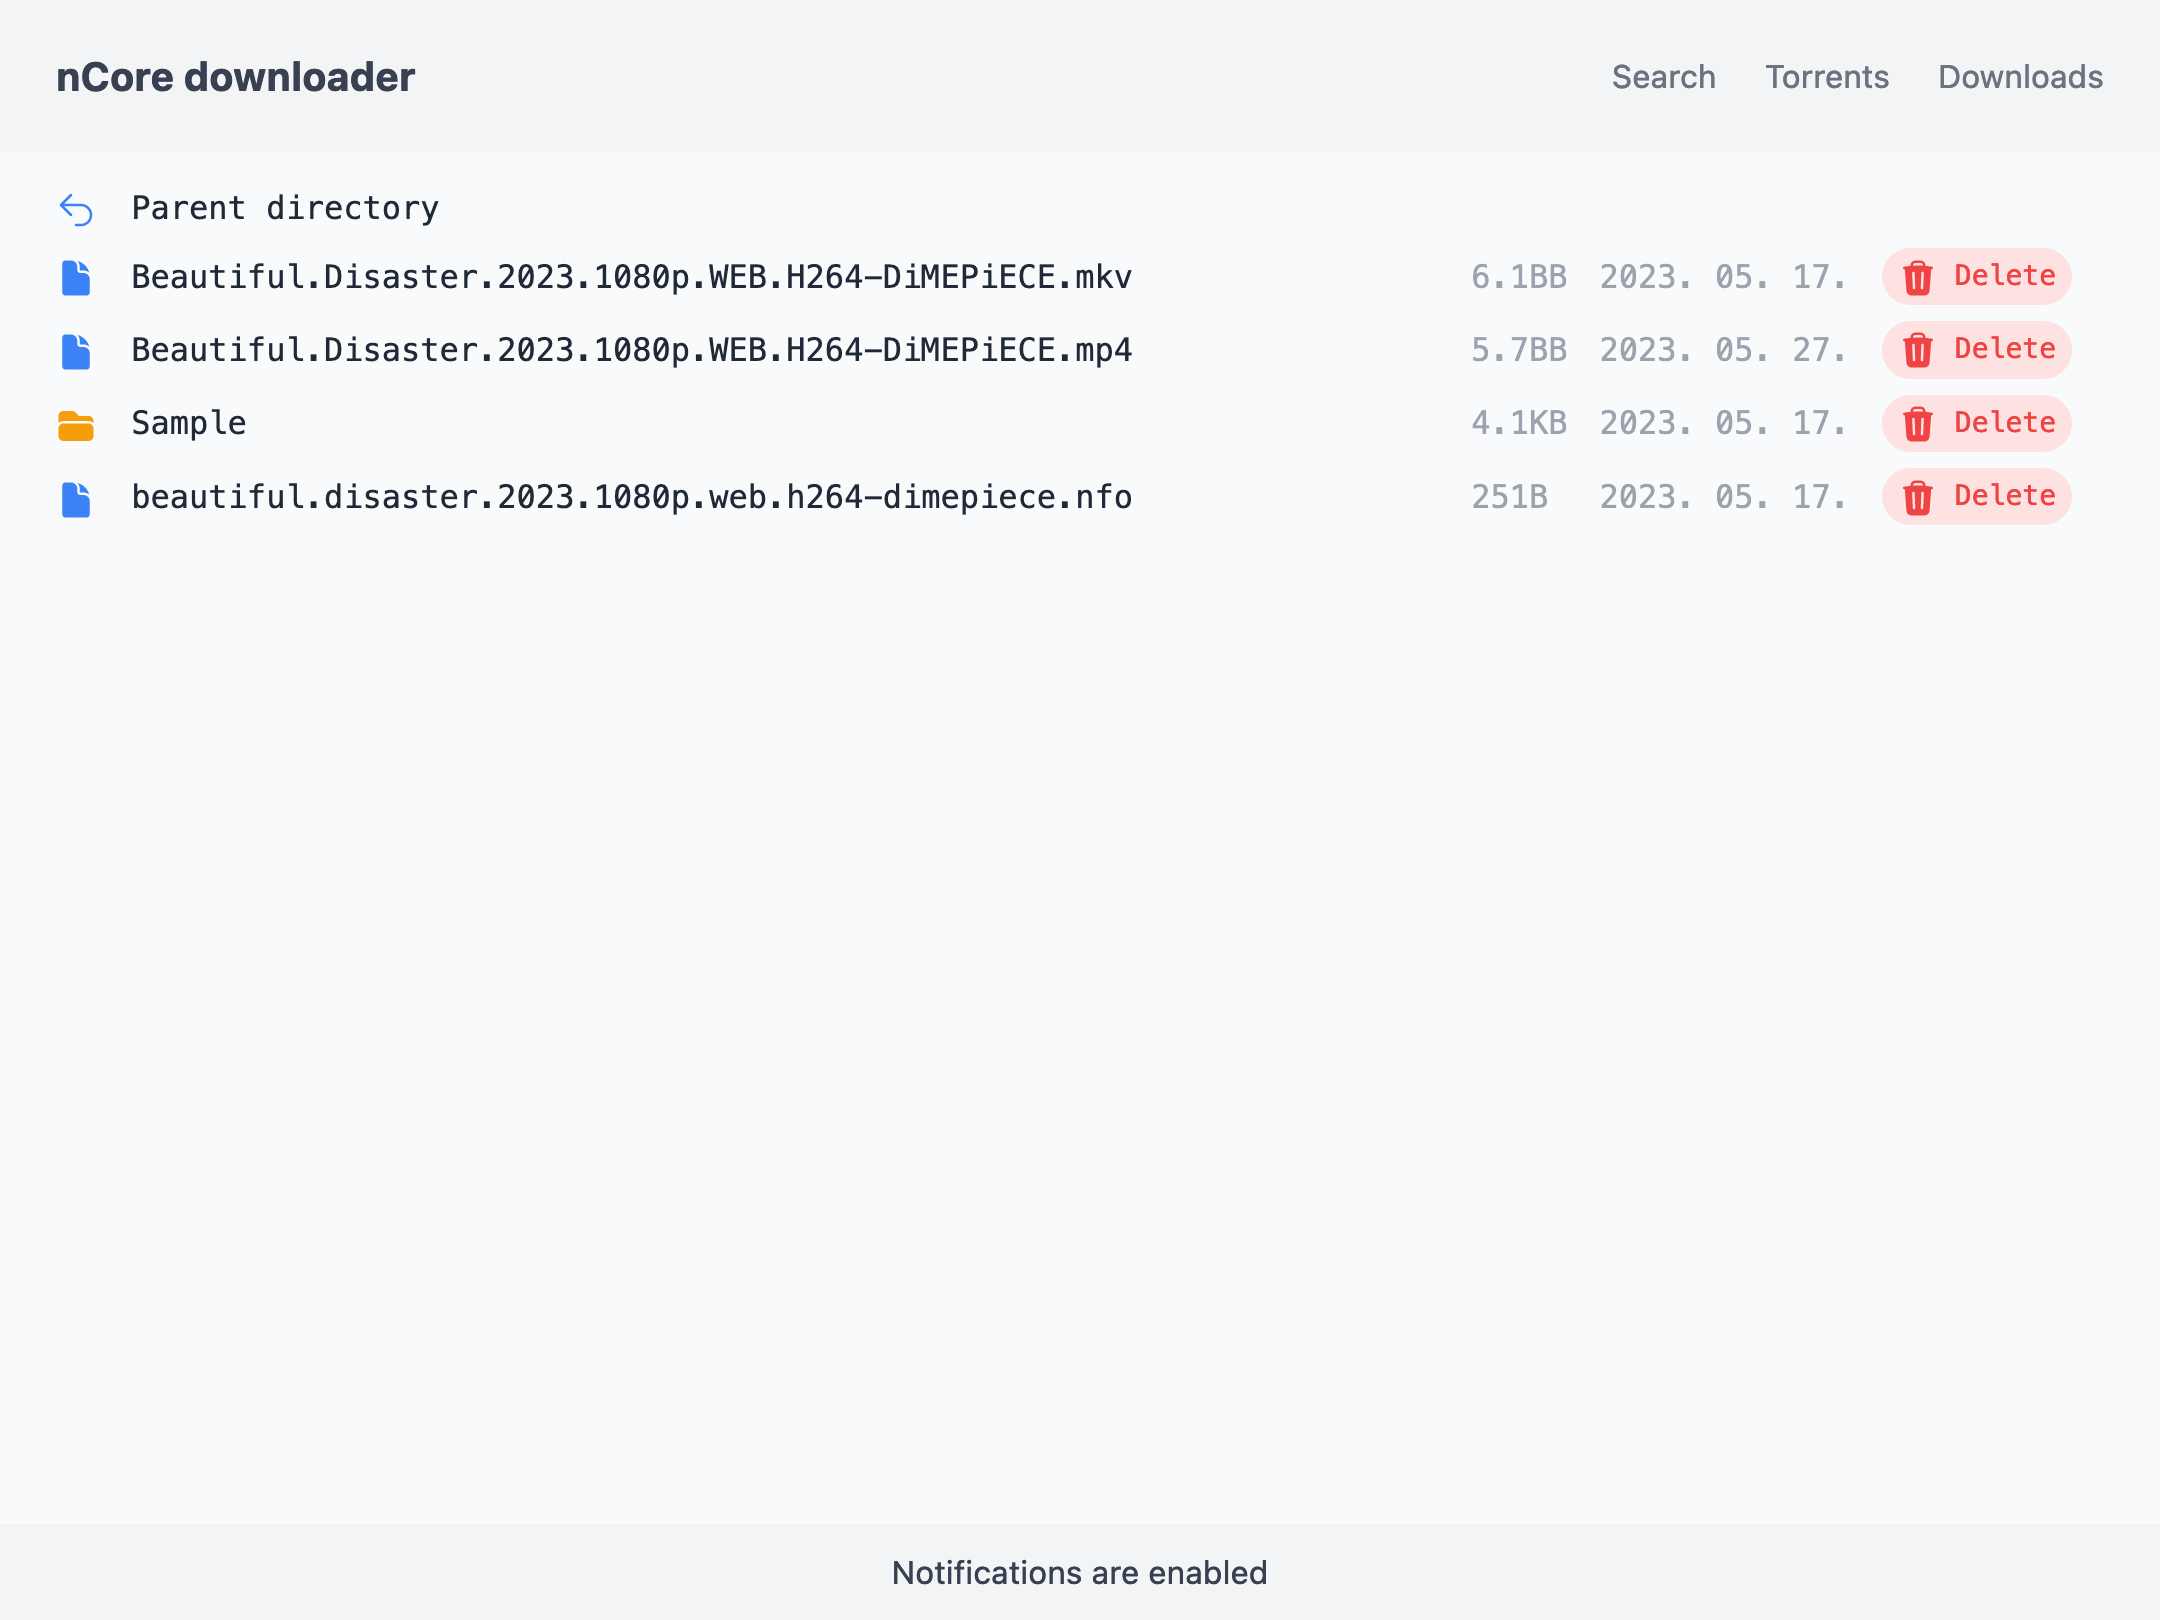 nCore downloader Search Torrents Downloads
Parent directory
Beautiful.Disaster.2023.1080p.WEB.H264-DiMEPiECE.mkv 6.1BB 2023. 05. 17. Delete
Beautiful.Disaster.2023.1080p.WEB.H264-DiMEPiECE.mp4 5.7BB 2023. 05. 27. Delete
Sample 4.1KB 2023. 05. 17. Delete
beautiful.disaster.2023.1080p.web.h264-dimepiece.nfo 251B 2023. 05. 17. Delete
Notifications are enabled